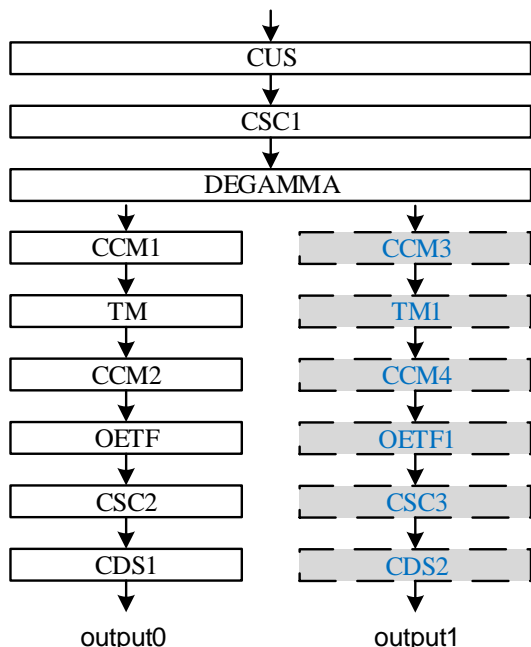 CUS
CSC1
DEGAMMA
CCM1
CCM3
TM
TM1
CCM2
CCM4
OETF
OETF1
CSC2
CSC3
CDS1
CDS2
output0
output1